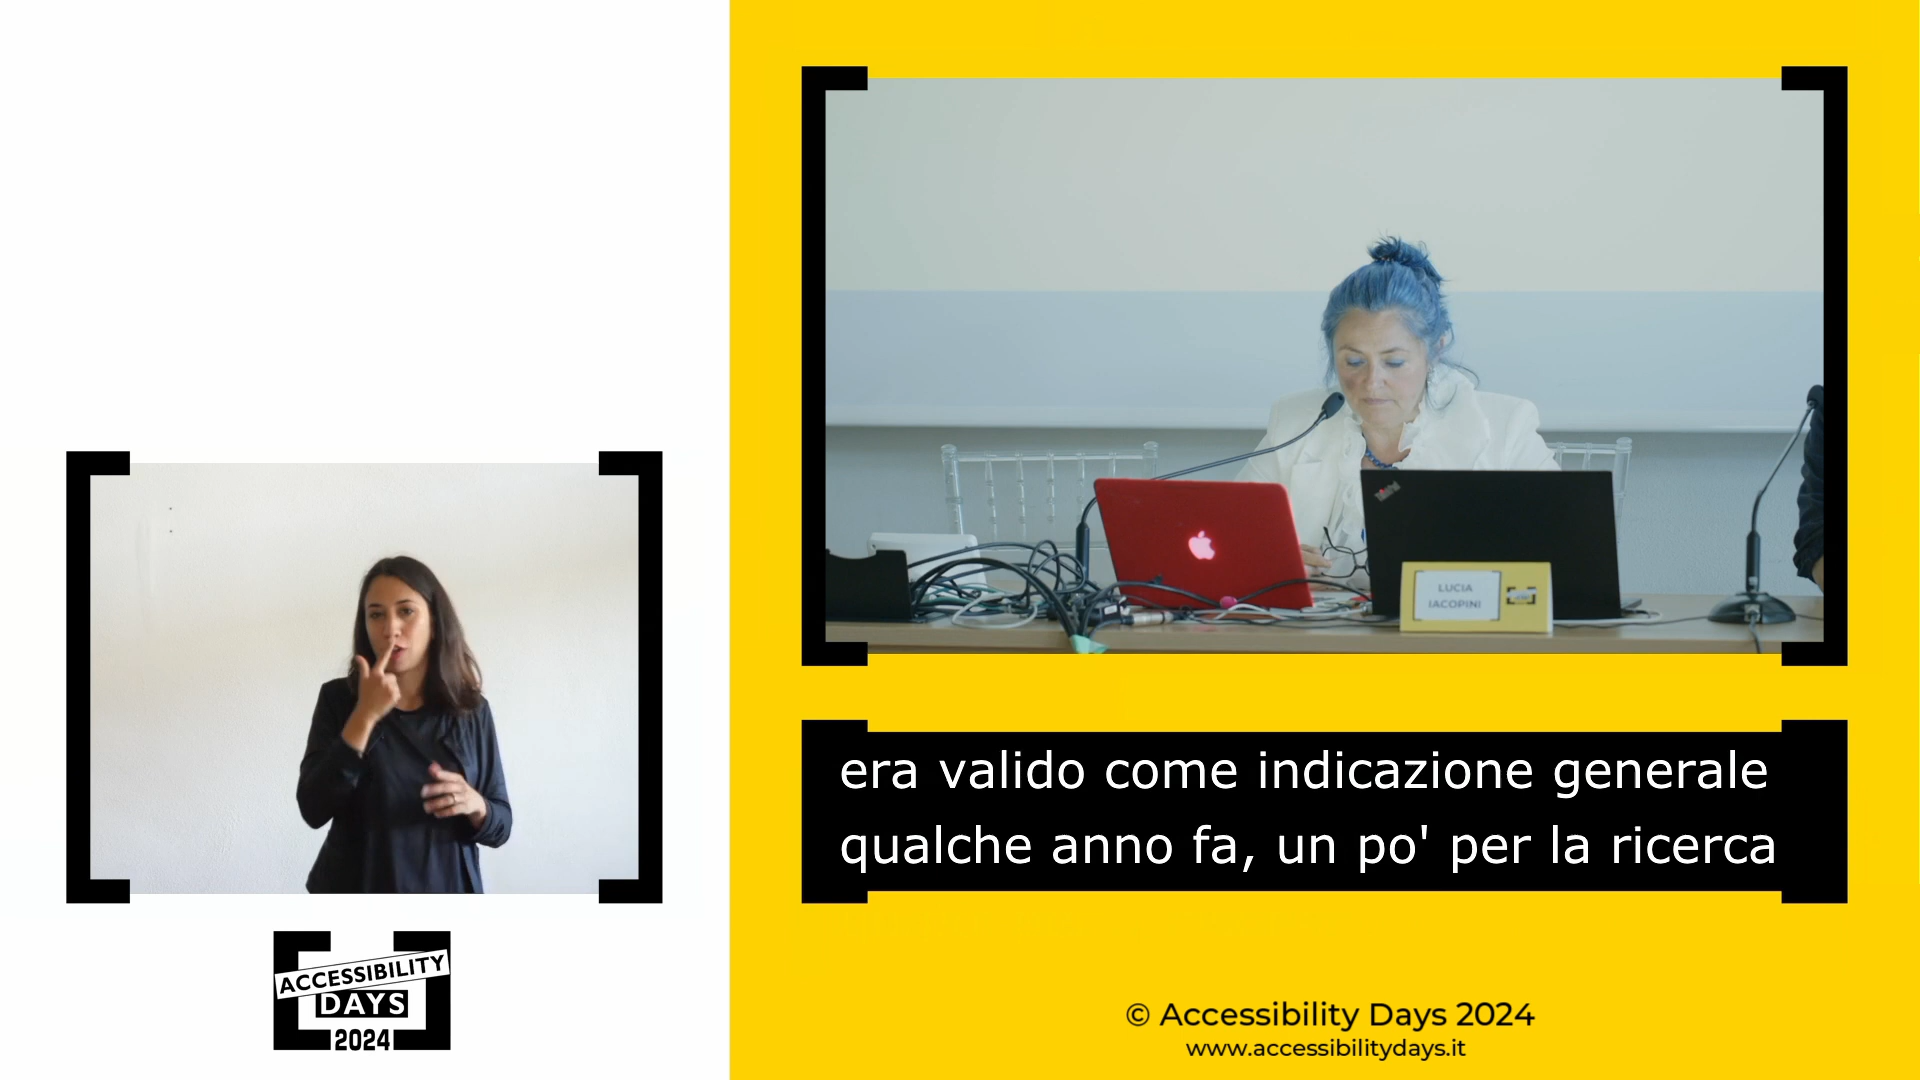 LUCIA
IACOPINI
era valido come indicazione generale
qualche anno fa, un po' per la ricerca
ACCESSIBILITY
DAYS
2024
© Accessibility Days 2024
www.accessibilitydays.it